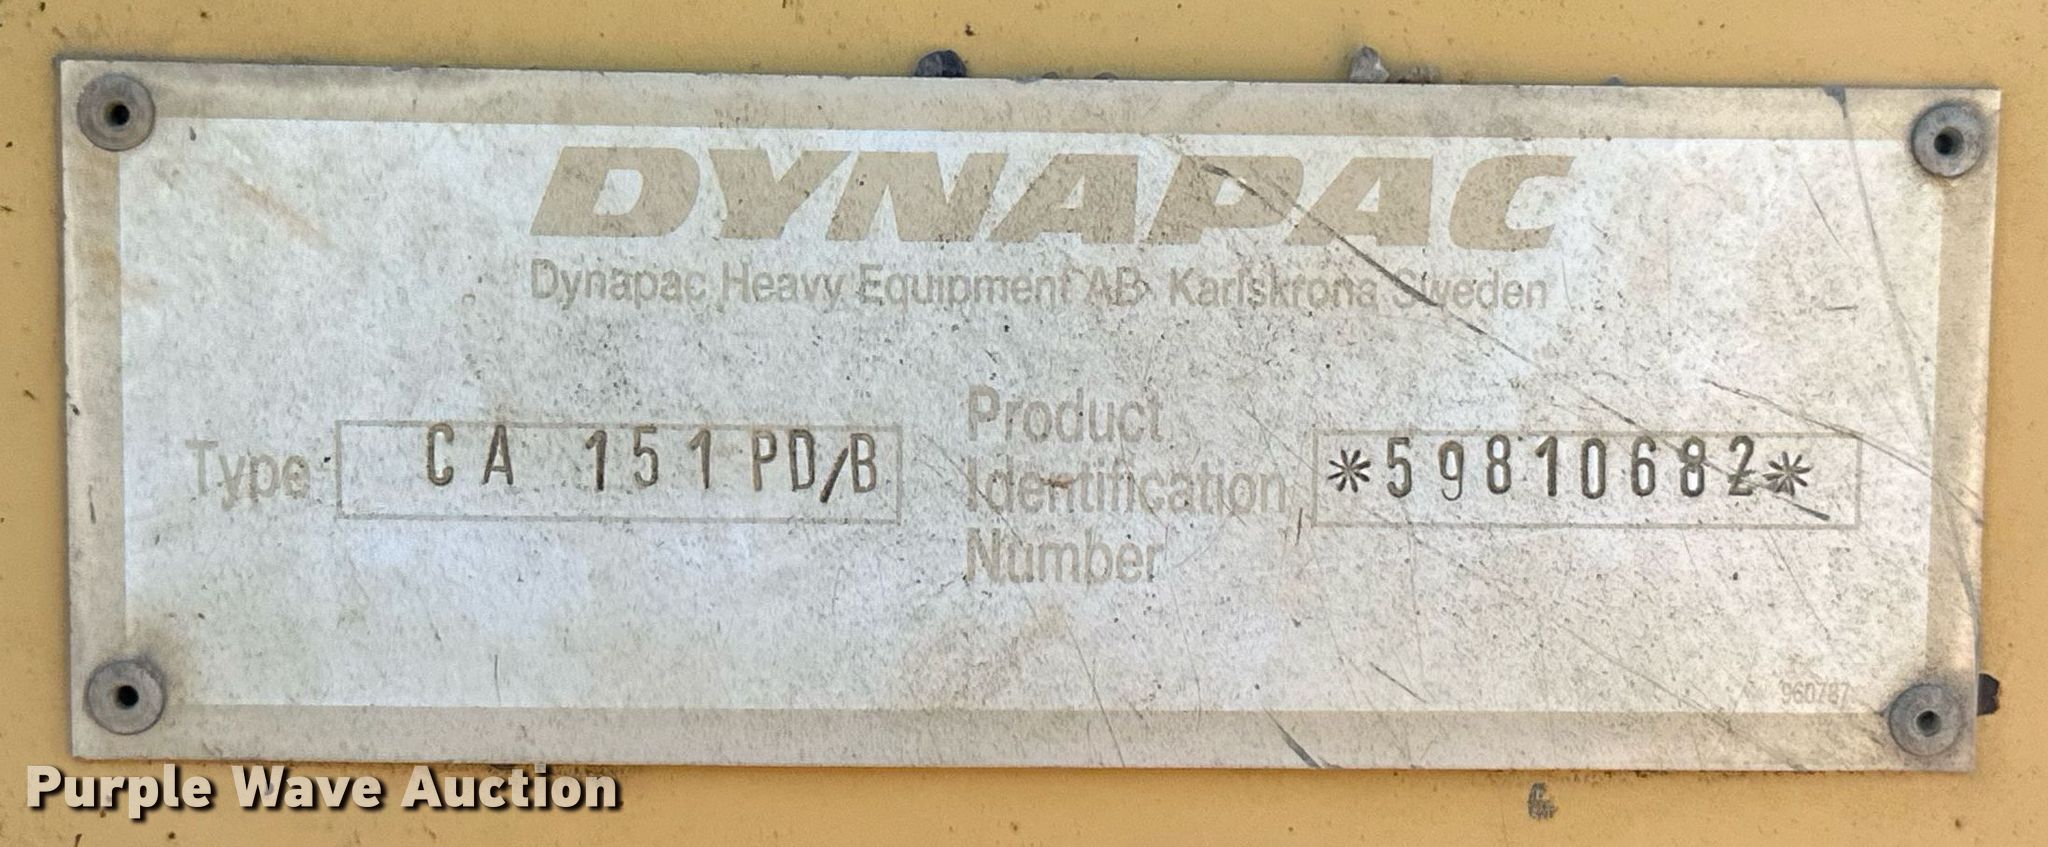 DYNAPAC
Dynapac Heavy Equipment AB Karlskrona Sweden
Type CA 151 PD/B
Product Identification Number *59810682*
960787
Purple Wave Auction